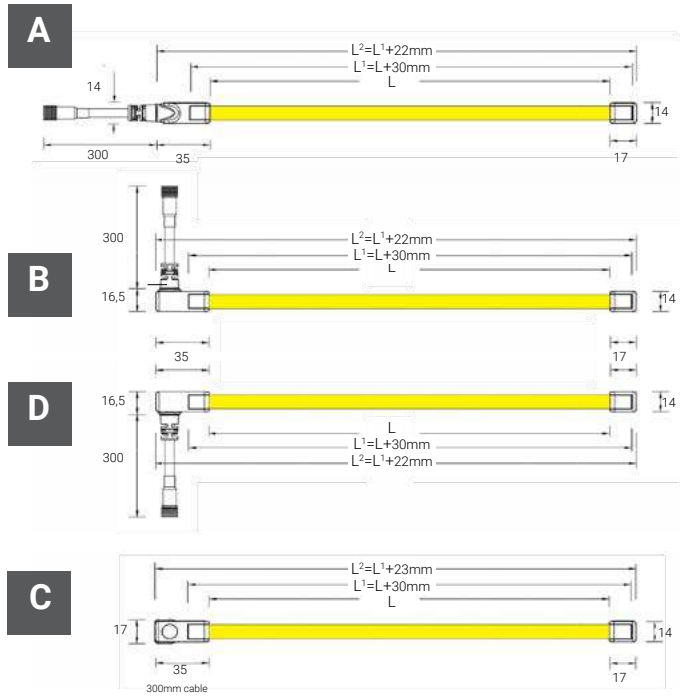 A
L²=L¹+22mm
L¹=L+30mm
L
14
14
300
35
17
B
300
L²=L¹+22mm
L¹=L+30mm
L
16,5
14
35
17
D
16,5
14
L
L¹=L+30mm
300
L²=L¹+22mm
C
L²=L¹+23mm
L¹=L+30mm
L
17
14
35
17
300mm cable